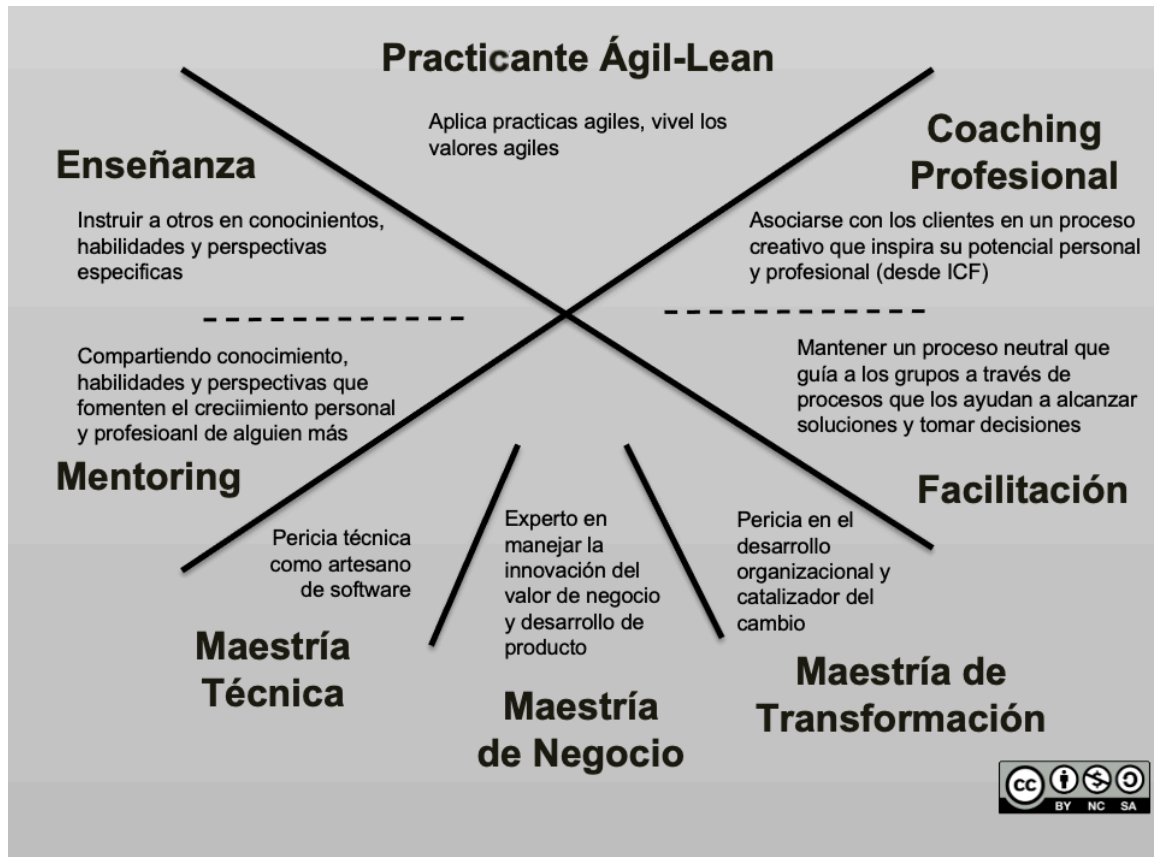 Practicante Ágil-Lean
Aplica practicas agiles, vivel los
valores agiles
Enseñanza
Instruir a otros en conocinientos,
habilidades y perspectivas
especificas
Coaching
Profesional
Asociarse con los clientes en un proceso
creativo que inspira su potencial personal
y profesional (desde ICF)
Compartiendo conocimiento,
habilidades y perspectivas que
fomenten el creciimiento personal
y profesioanl de alguien más
Mentoring
Mantener un proceso neutral que
guía a los grupos a través de
procesos que los ayudan a alcanzar
soluciones y tomar decisiones
Facilitación
Pericia técnica
como artesano
de software
Maestría
Técnica
Experto en
manejar la
innovación del
valor de negocio
y desarrollo de
producto
Maestría
de Negocio
Pericia en el
desarrollo
organizacional y
catalizador del
cambio
Maestría de
Transformación
cc
BY NC SA